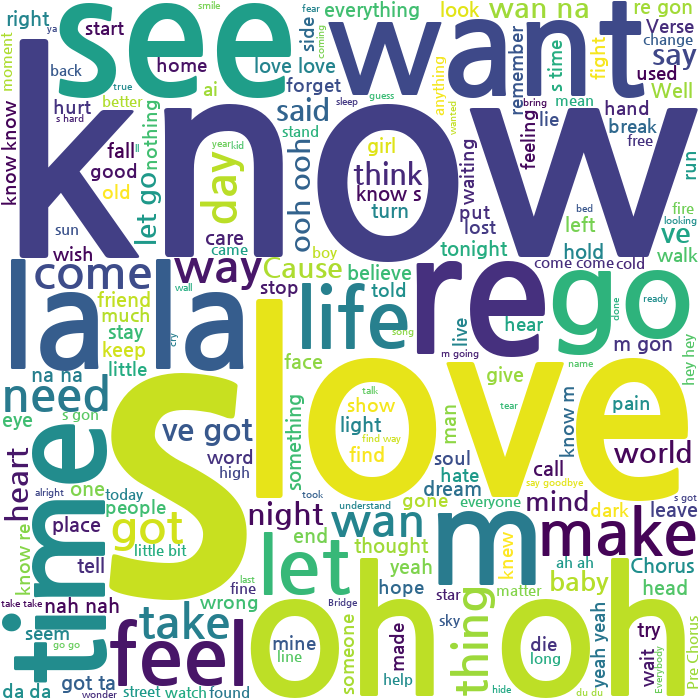 know
s
love
see
want
oh oh
la la
re
go
m
time
feel
make
life
let
way
come
need
wan
take
got
day
thing
night
world
heart
think
know s
said
say
ooh ooh
let go
Cause
baby
mind
ve got
ve
right
ya
smile
fear
start
side
coming
love love
everything
look
wan na
re gon
Verse
change
moment
back
home
true
ai
forget
better
guess
sleep
anything
wanted
remember
bring
s time
mean
fight
used
Well
know know
hurt
s hard
nothing
fall
ll
good
old
year
kid
stand
girl
turn
waiting
feeling
lie
hand
break
free
run
sun
wish
care
came
boy
stop
believe
told
put
lost
tonight
left
bed
hold
fire
looking
walk
come come
cold
wall
friend
much
stay
keep
little
cry
song
live
m going
hear
done
ready
m gon
hey hey
na na
s gon
eye
face
something
show
light
find
talk
find way
tear
man
give
name
know m
pain
word
high
soul
hate
dream
call
say goodbye
gone
everyone
dark
leave
s got
alright
one
today
people
place
tell
little bit
know re
took
understand
end
thought
yeah
knew
matter
ah ah
Chorus
head
take take
nah nah
seem
go go
fine
last
wrong
hope
star
sky
Bridge
someone
made
help
mine
line
die
long
yeah yeah
try
wait
Everybody
Pre Chorus
da da
got ta
wonder
street
watch
found
hide
du du